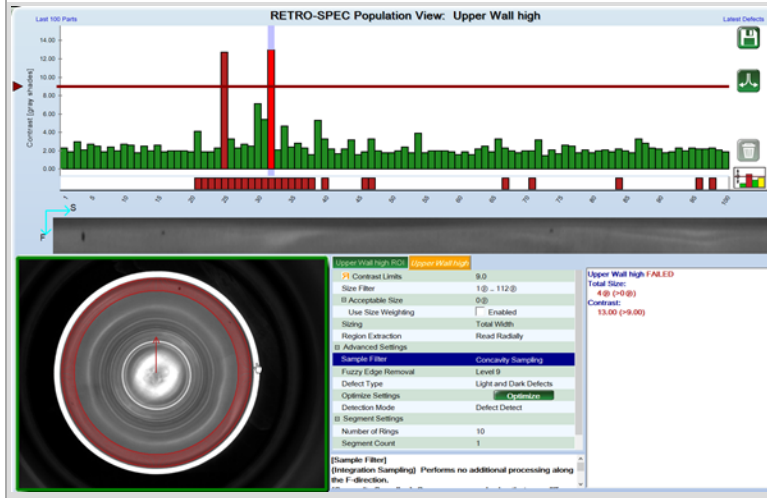 Last 100 Parts
RETRO-SPEC Population View: Upper Wall high
Latest Defects
14.00
12.00
10.00
8.00
6.00
4.00
2.00
0.00
Contrast [gray shades]
1 5 10 15 20 25 30 35 40 45 50 55 60 65 70 75 80 85 90 95 100
S
F
Upper Wall high ROI Upper Wall high
Contrast Limits 9.0
Size Filter 1 .. 112
Acceptable Size 0
Use Size Weighting Enabled
Sizing Total Width
Region Extraction Read Radially
Advanced Settings
Sample Filter Concavity Sampling
Fuzzy Edge Removal Level 9
Defect Type Light and Dark Defects
Optimize Settings Optimize
Detection Mode Defect Detect
Segment Settings
Number of Rings 10
Segment Count 1
[Sample Filter]
{Integration Sampling} Performs no additional processing along
the F-direction.
Upper Wall high FAILED
Total Size:
4 (>0)
Contrast:
13.00 (>9.00)